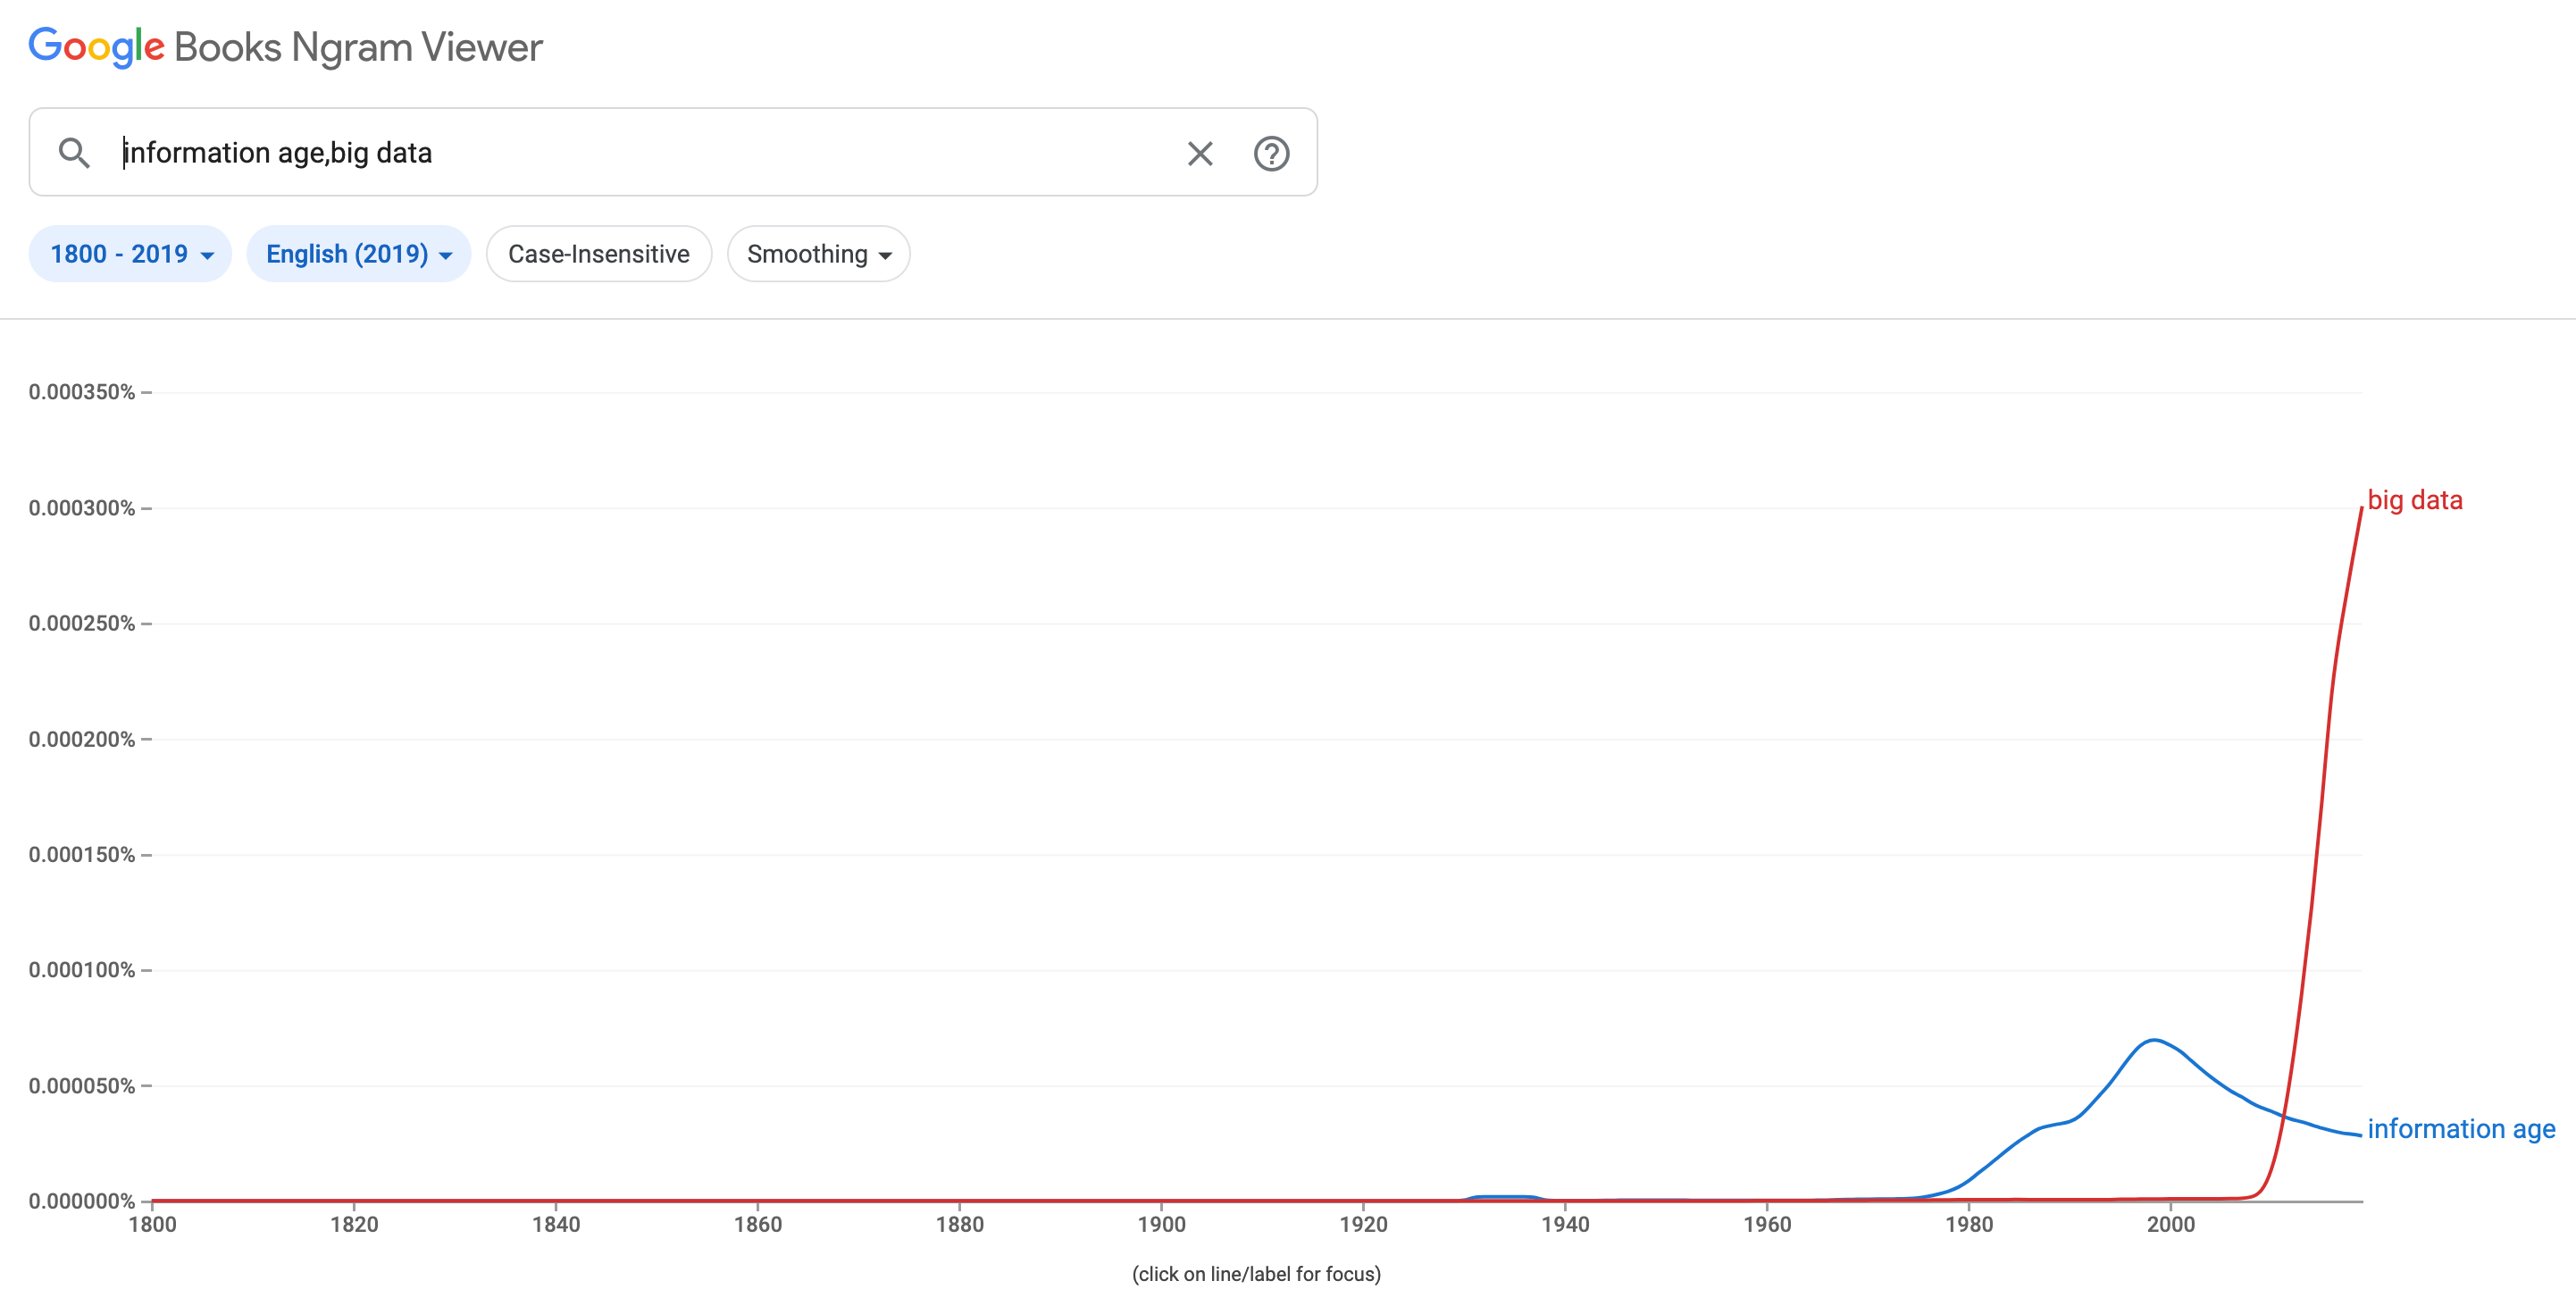 Google Books Ngram Viewer
information age,big data
1800 - 2019 English (2019) Case-Insensitive Smoothing
0.000350%
0.000300%
big data
0.000250%
0.000200%
0.000150%
0.000100%
0.000050%
information age
0.000000%
1800 1820 1840 1860 1880 1900 1920 1940 1960 1980 2000
(click on line/label for focus)